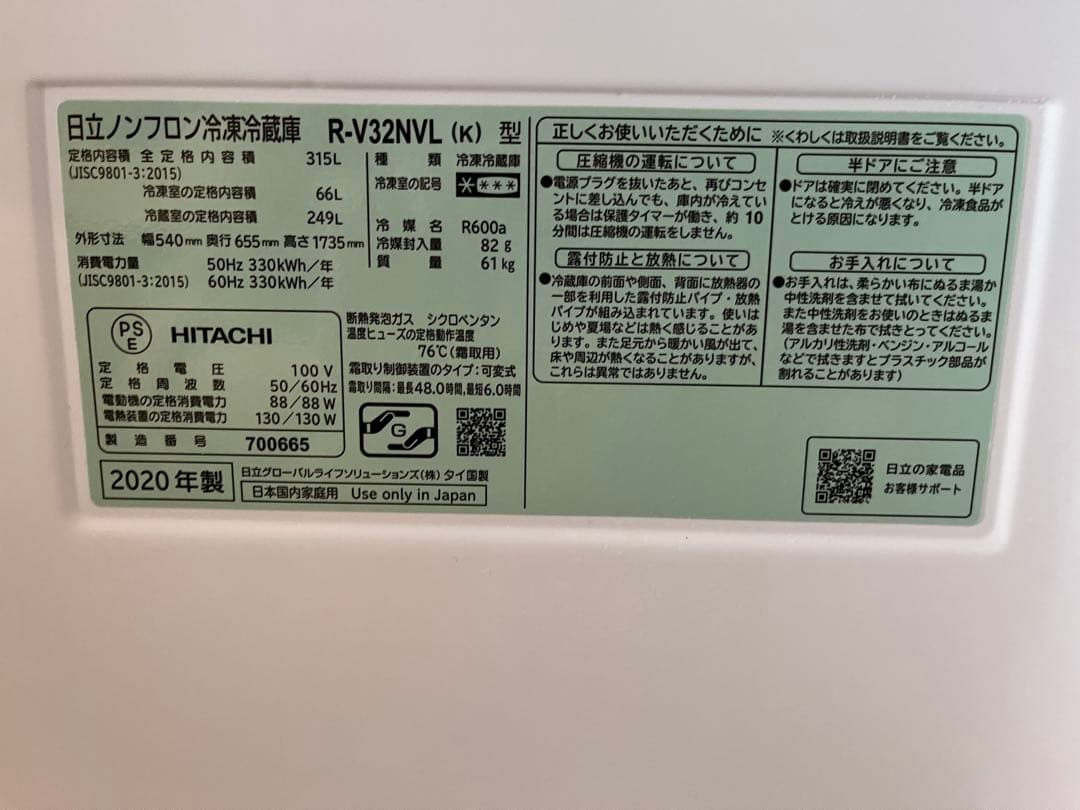 日立ノンフロン冷凍冷蔵庫 R-V32NVL (K) 型
定格内容積 全定格内容積 315L
(JISC9801-3:2015)
冷凍室の定格内容積 66L
冷蔵室の定格内容積 249L
外形寸法 幅540mm 奥行655mm 高さ1735mm
消費電力量 50Hz 330kWh/年
(JISC9801-3:2015) 60Hz 330kWh/年
種類 冷凍冷蔵庫
冷凍室の記号 ****
冷媒名 R600a
冷媒封入量 82g
質量 61kg
PS
E
HITACHI
定格電圧 100V
定格周波数 50/60Hz
電動機の定格消費電力 88/88W
電熱装置の定格消費電力 130/130W
製造番号 700665
断熱発泡ガス シクロペンタン
温度ヒューズの定格動作温度
76℃(霜取用)
霜取り制御装置のタイプ:可変式
霜取り間隔:最長48.0時間,最短6.0時間
G
2020年製
日立グローバルライフソリューションズ(株) タイ国製
日本国内家庭用 Use only in Japan
正しくお使いいただくために ※くわしくは取扱説明書をご覧ください。
圧縮機の運転について
●電源プラグを抜いたあと、再びコンセ
ントに差し込んでも、庫内が冷えてい
る場合は保護タイマーが働き、約10
分間は圧縮機の運転をしません。
露付防止と放熱について
●冷蔵庫の前面や側面、背面に放熱器の
一部を利用した露付防止パイプ・放熱
パイプが組み込まれています。使いは
じめや夏場などは熱く感じることがあ
ります。また足元から暖かい風が出て、
床や周辺が熱くなることがありますが、
これらは異常ではありません。
半ドアにご注意
●ドアは確実に閉めてください。半ドア
になると冷えが悪くなり、冷凍食品が
とける原因になります。
お手入れについて
●お手入れは、柔らかい布にぬるま湯か
中性洗剤を含ませて拭いてください。
また中性洗剤をお使いのときはぬるま
湯を含ませた布で拭きとってください。
(アルカリ性洗剤・ベンジン・アルコール
などで拭きますとプラスチック部品が
割れることがあります)
日立の家電品
お客様サポート